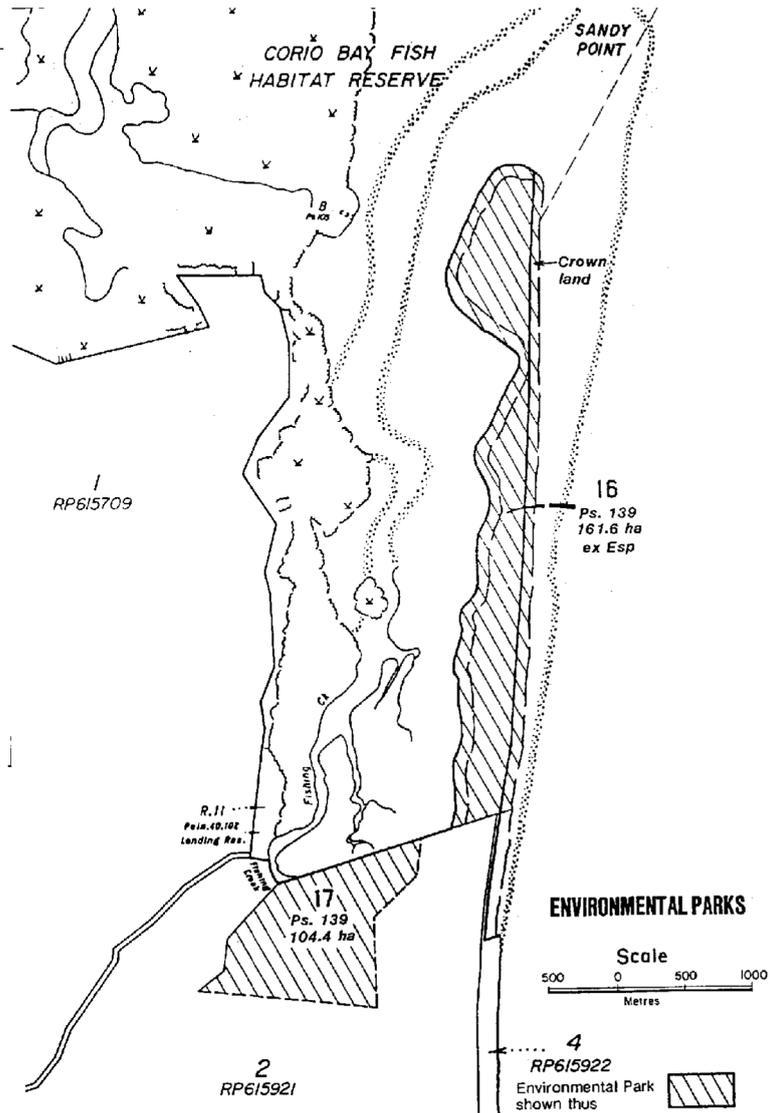 CORIO BAY FISH
HABITAT RESERVE
SANDY
POINT
B
Crown
land
1
RP615709
16
Ps. 139
161.6 ha
ex Esp
Ck
Fishing
R.11
Landing Res.
Fishing
Creek
17
Ps. 139
104.4 ha
ENVIRONMENTAL PARKS
Scale
500 0 500 1000
Metres
2
RP615921
4
RP615922
Environmental Park
shown thus